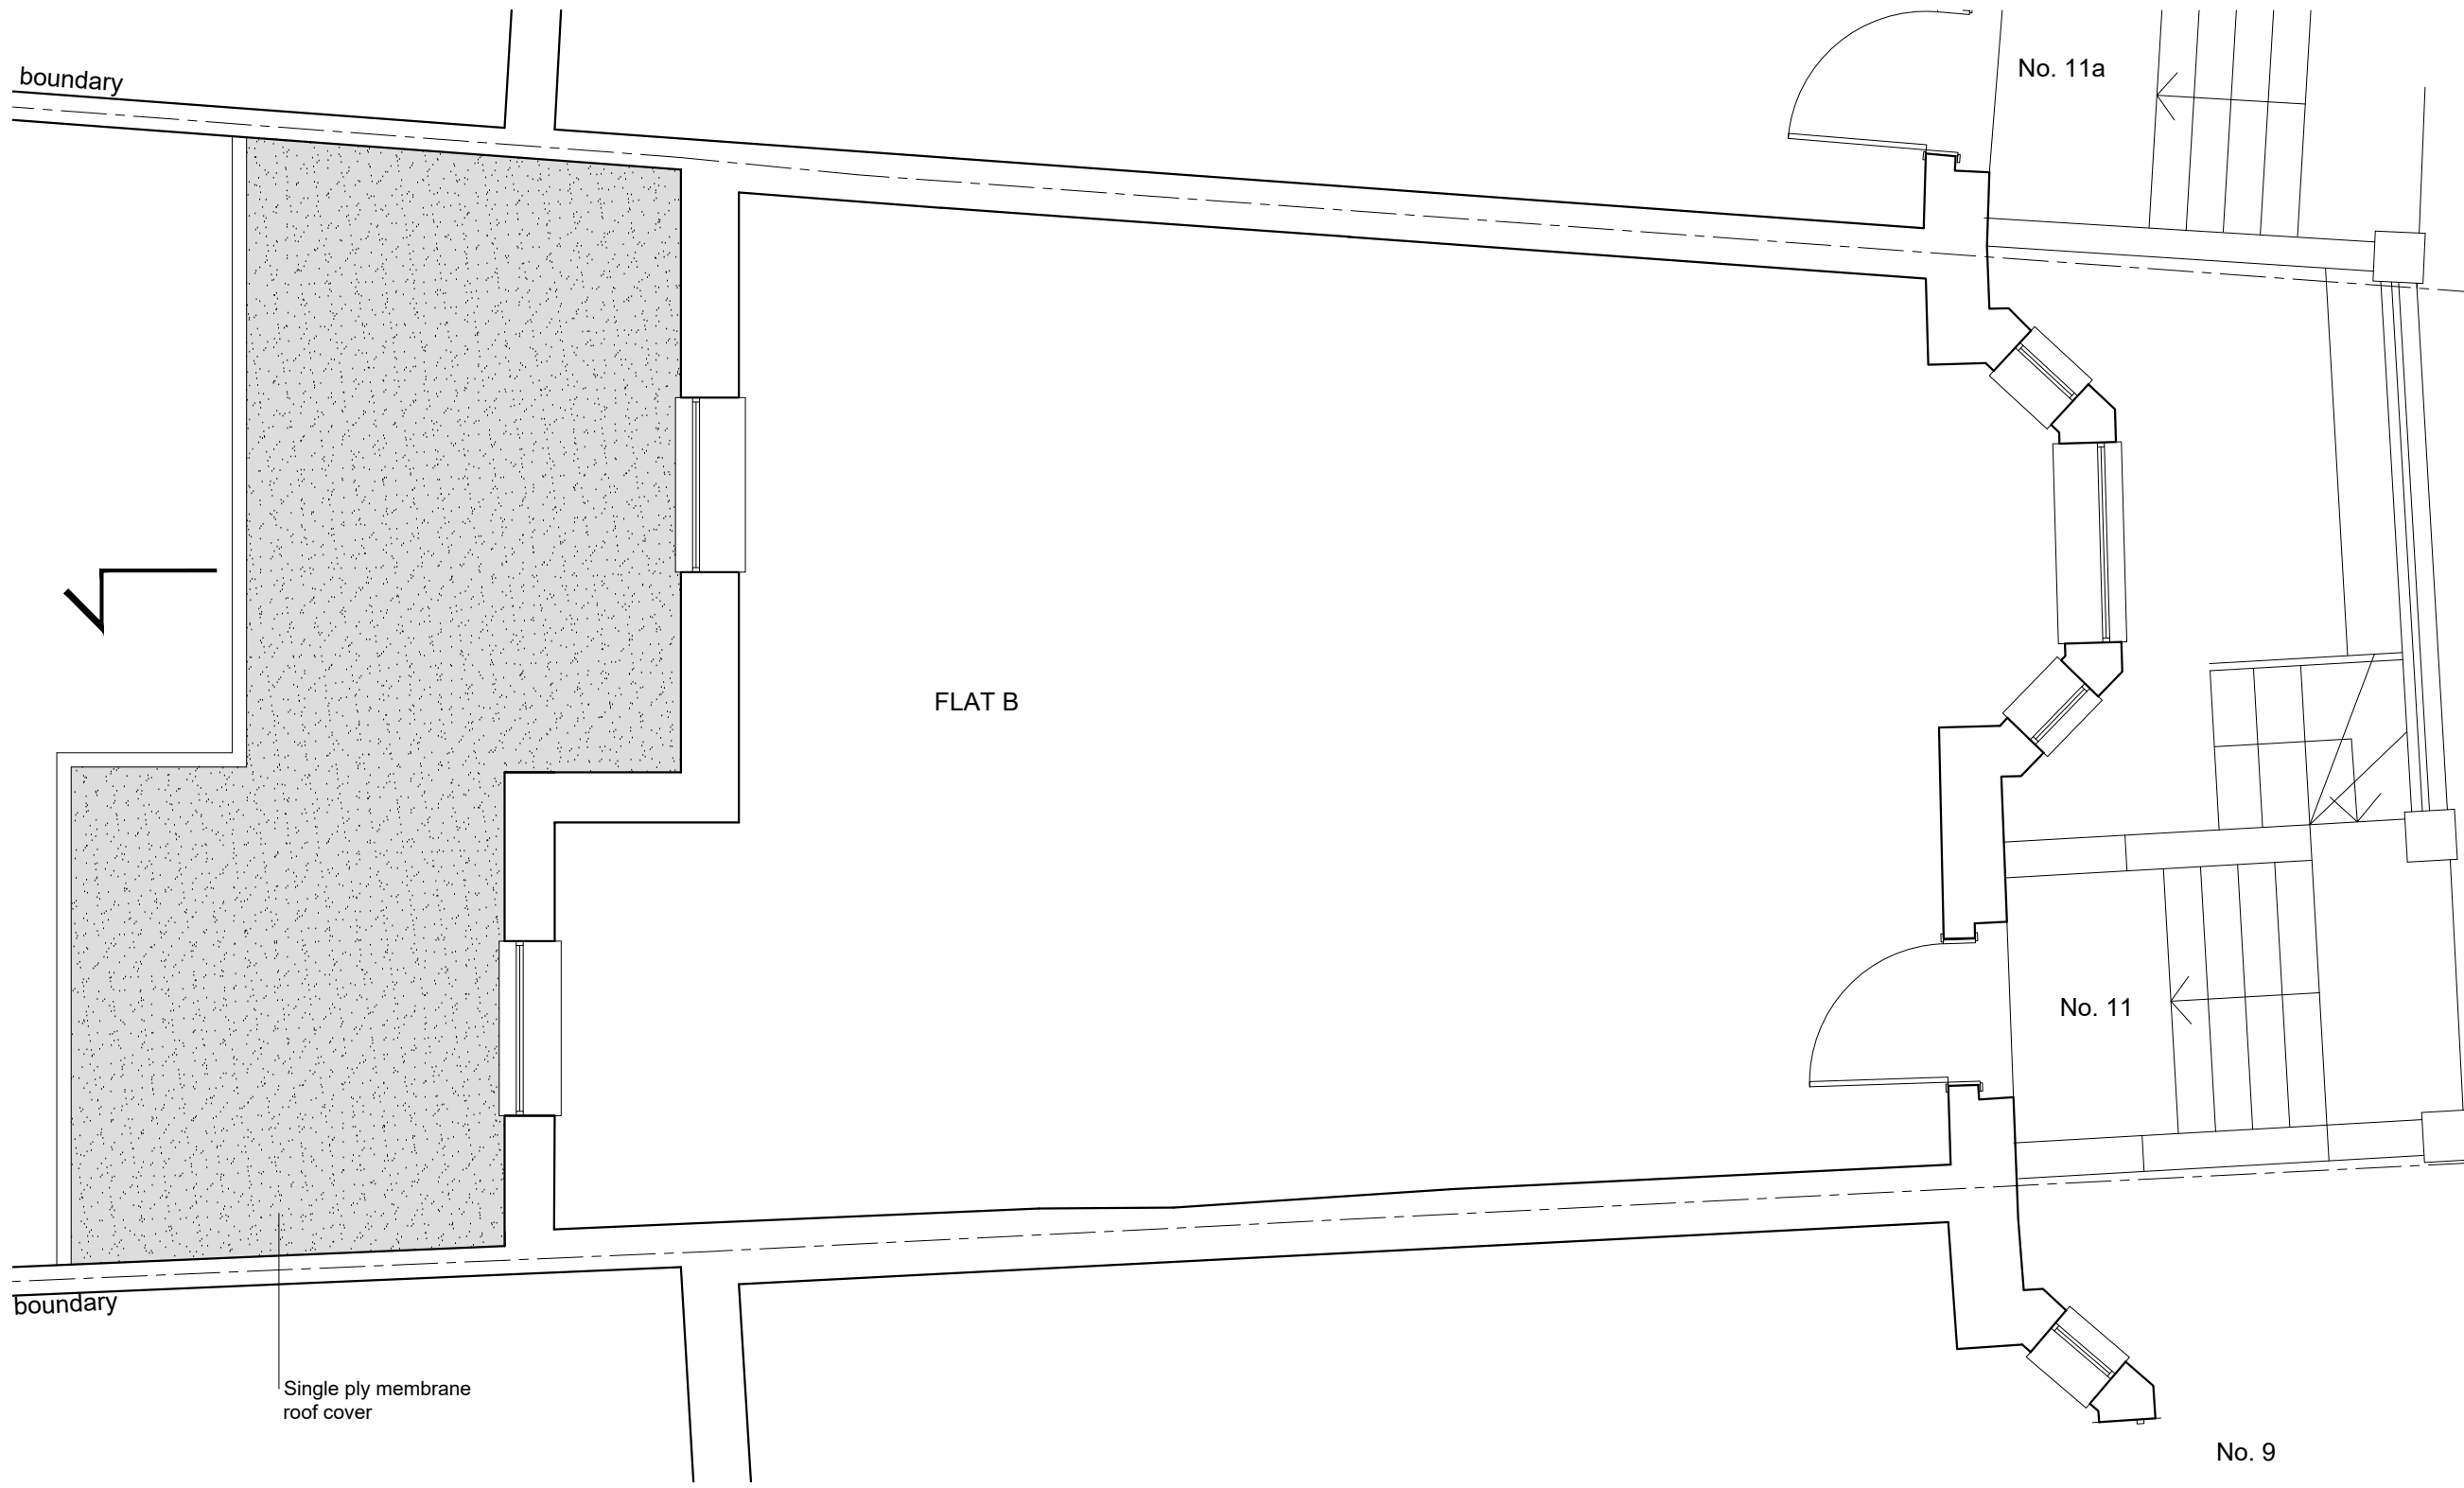 No. 11a
boundary
FLAT B
No. 11
boundary
Single ply membrane
roof cover
No. 9